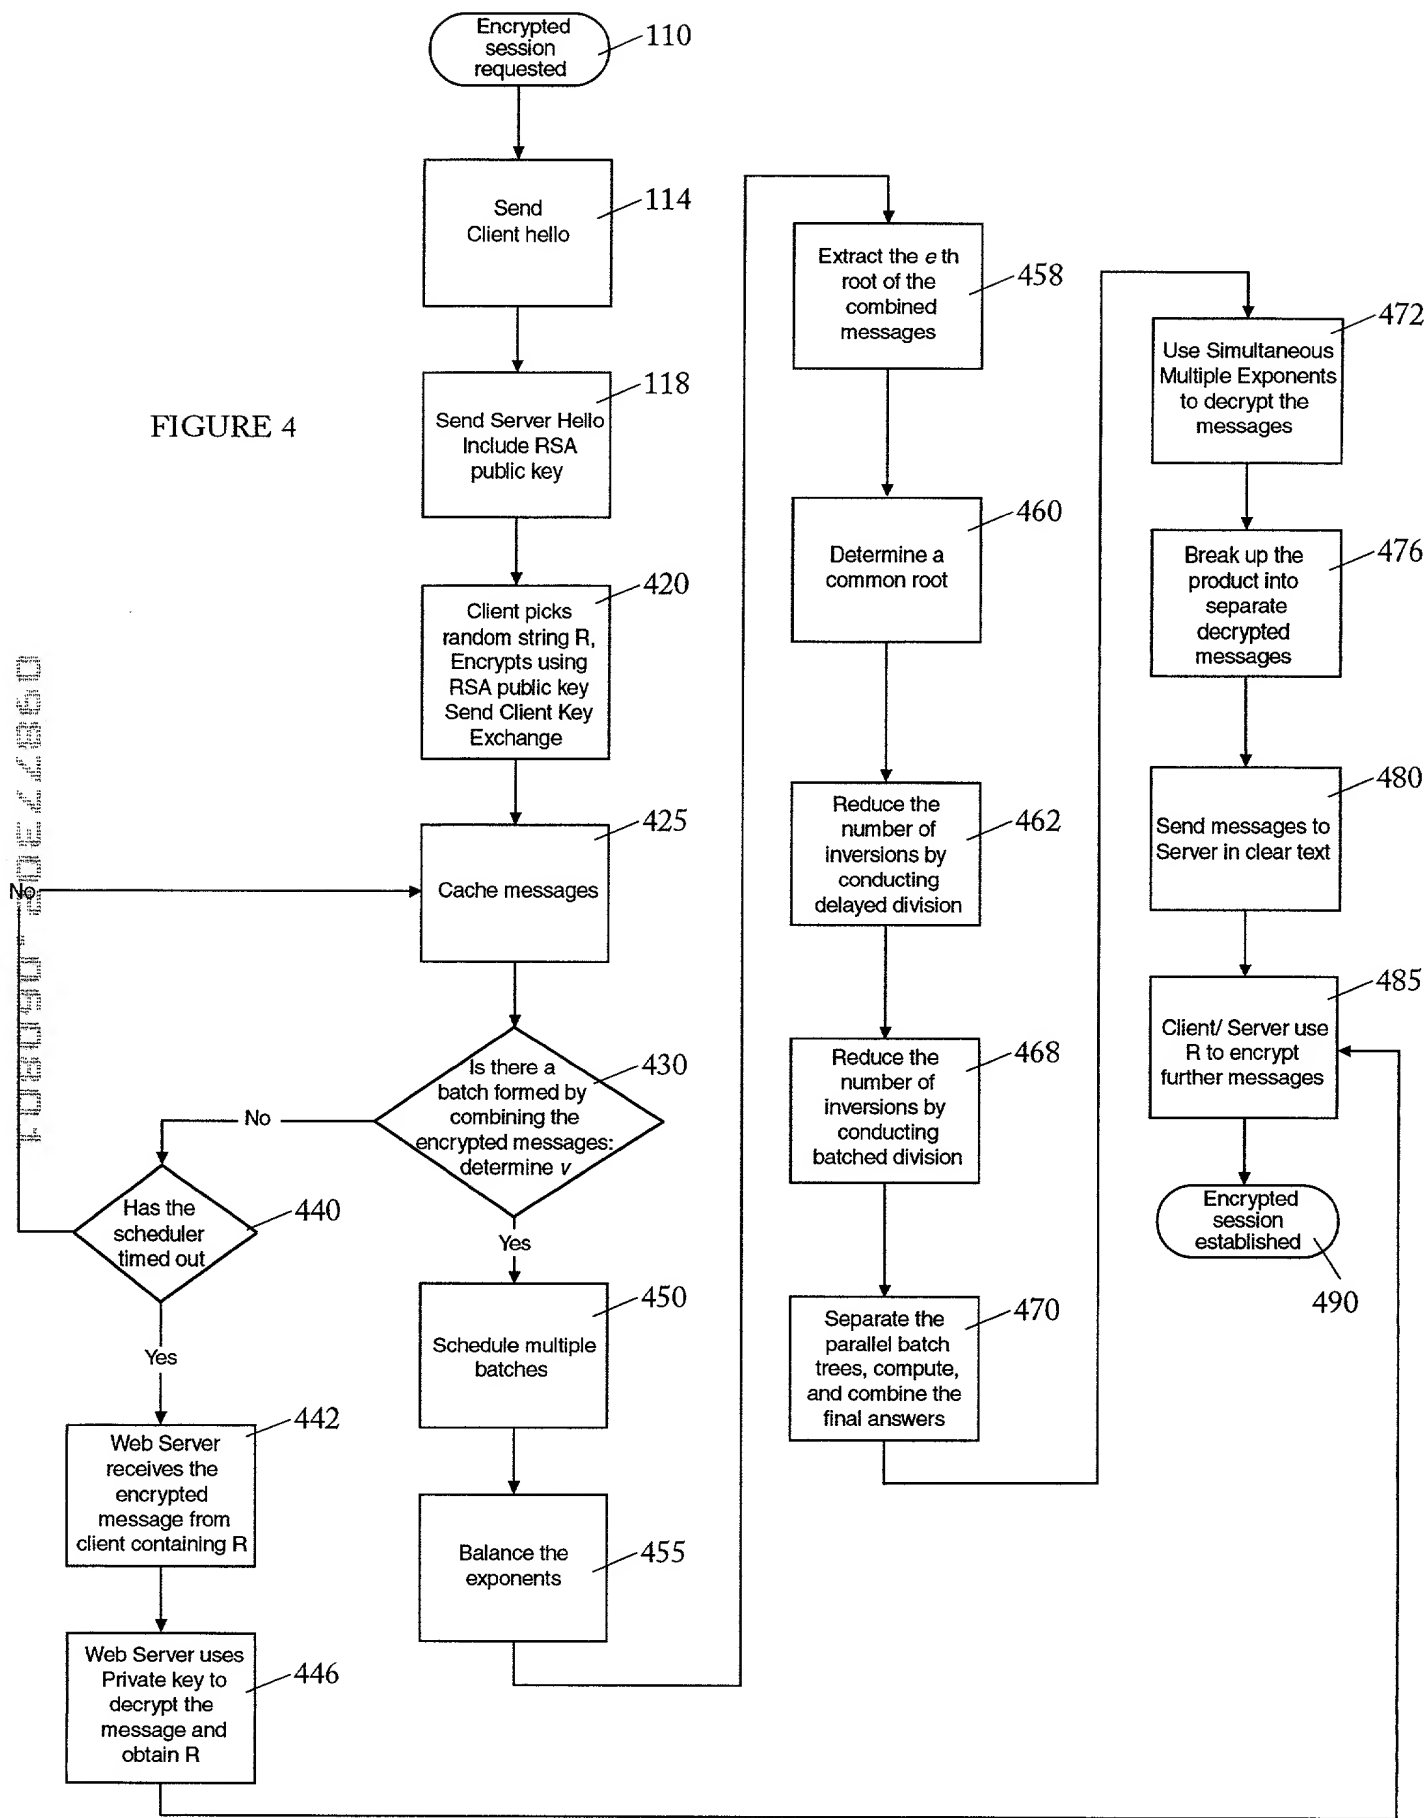 Encrypted
session
requested
110
Send
Client hello
114
FIGURE 4
Send Server Hello
Include RSA
public key
118
Client picks
random string R,
Encrypts using
RSA public key
Send Client Key
Exchange
420
Cache messages
425
No
Is there a
batch formed by
combining the
encrypted messages:
determine v
430
No
Has the
scheduler
timed out
440
Yes
Yes
Web Server
receives the
encrypted
message from
client containing R
442
Web Server uses
Private key to
decrypt the
message and
obtain R
446
Schedule multiple
batches
450
Balance the
exponents
455
Extract the e th
root of the
combined
messages
458
Determine a
common root
460
Reduce the
number of
inversions by
conducting
delayed division
462
Reduce the
number of
inversions by
conducting
batched division
468
Separate the
parallel batch
trees, compute,
and combine the
final answers
470
Use Simultaneous
Multiple Exponents
to decrypt the
messages
472
Break up the
product into
separate
decrypted
messages
476
Send messages to
Server in clear text
480
Client/ Server use
R to encrypt
further messages
485
Encrypted
session
established
490